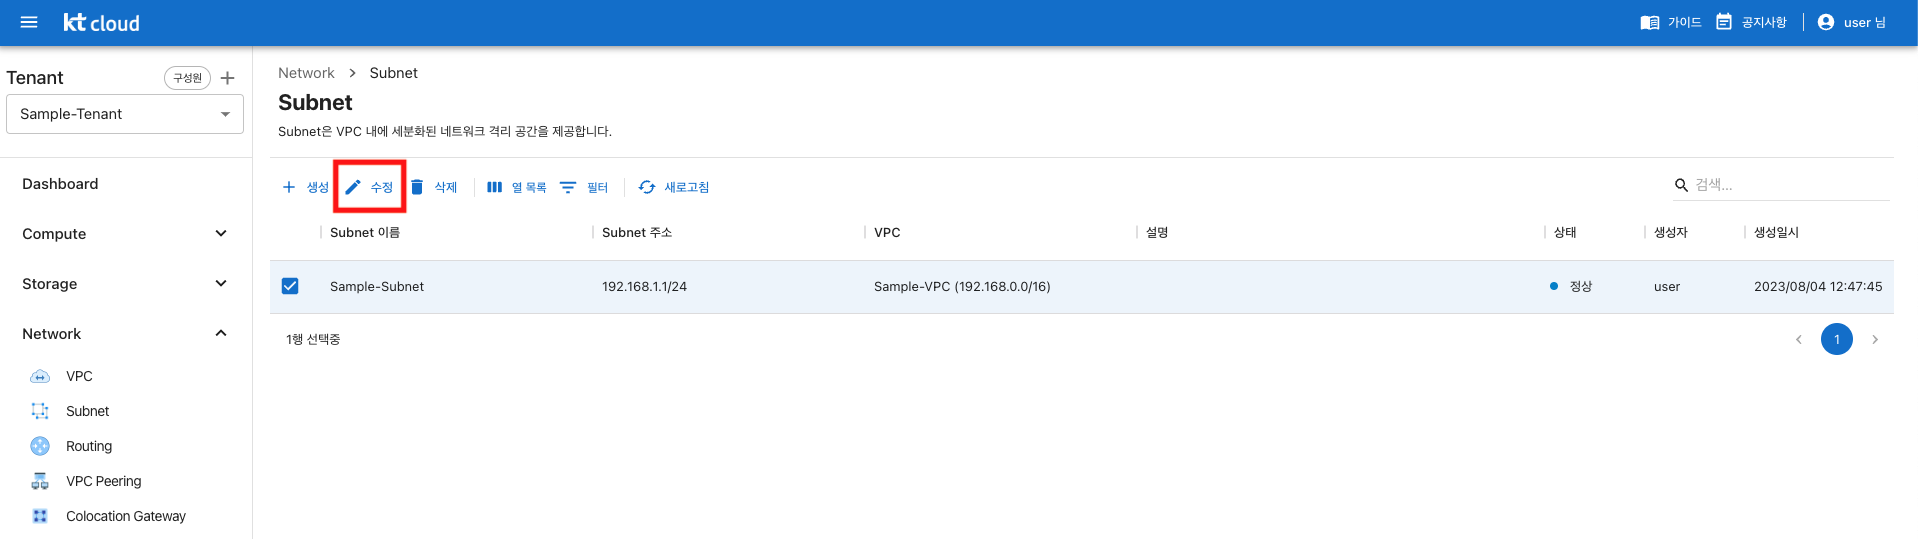 kt cloud
가이드 공지사항 user 님
Tenant 구성원
Sample-Tenant
Dashboard
Compute
Storage
Network
VPC
Subnet
Routing
VPC Peering
Colocation Gateway
Network > Subnet
Subnet
Subnet은 VPC 내에 세분화된 네트워크 격리 공간을 제공합니다.
생성 수정 삭제 열 목록 필터 새로고침 검색...
Subnet 이름 Subnet 주소 VPC 설명 상태 생성자 생성일시
Sample-Subnet 192.168.1.1/24 Sample-VPC (192.168.0.0/16) 정상 user 2023/08/04 12:47:45
1행 선택중 1